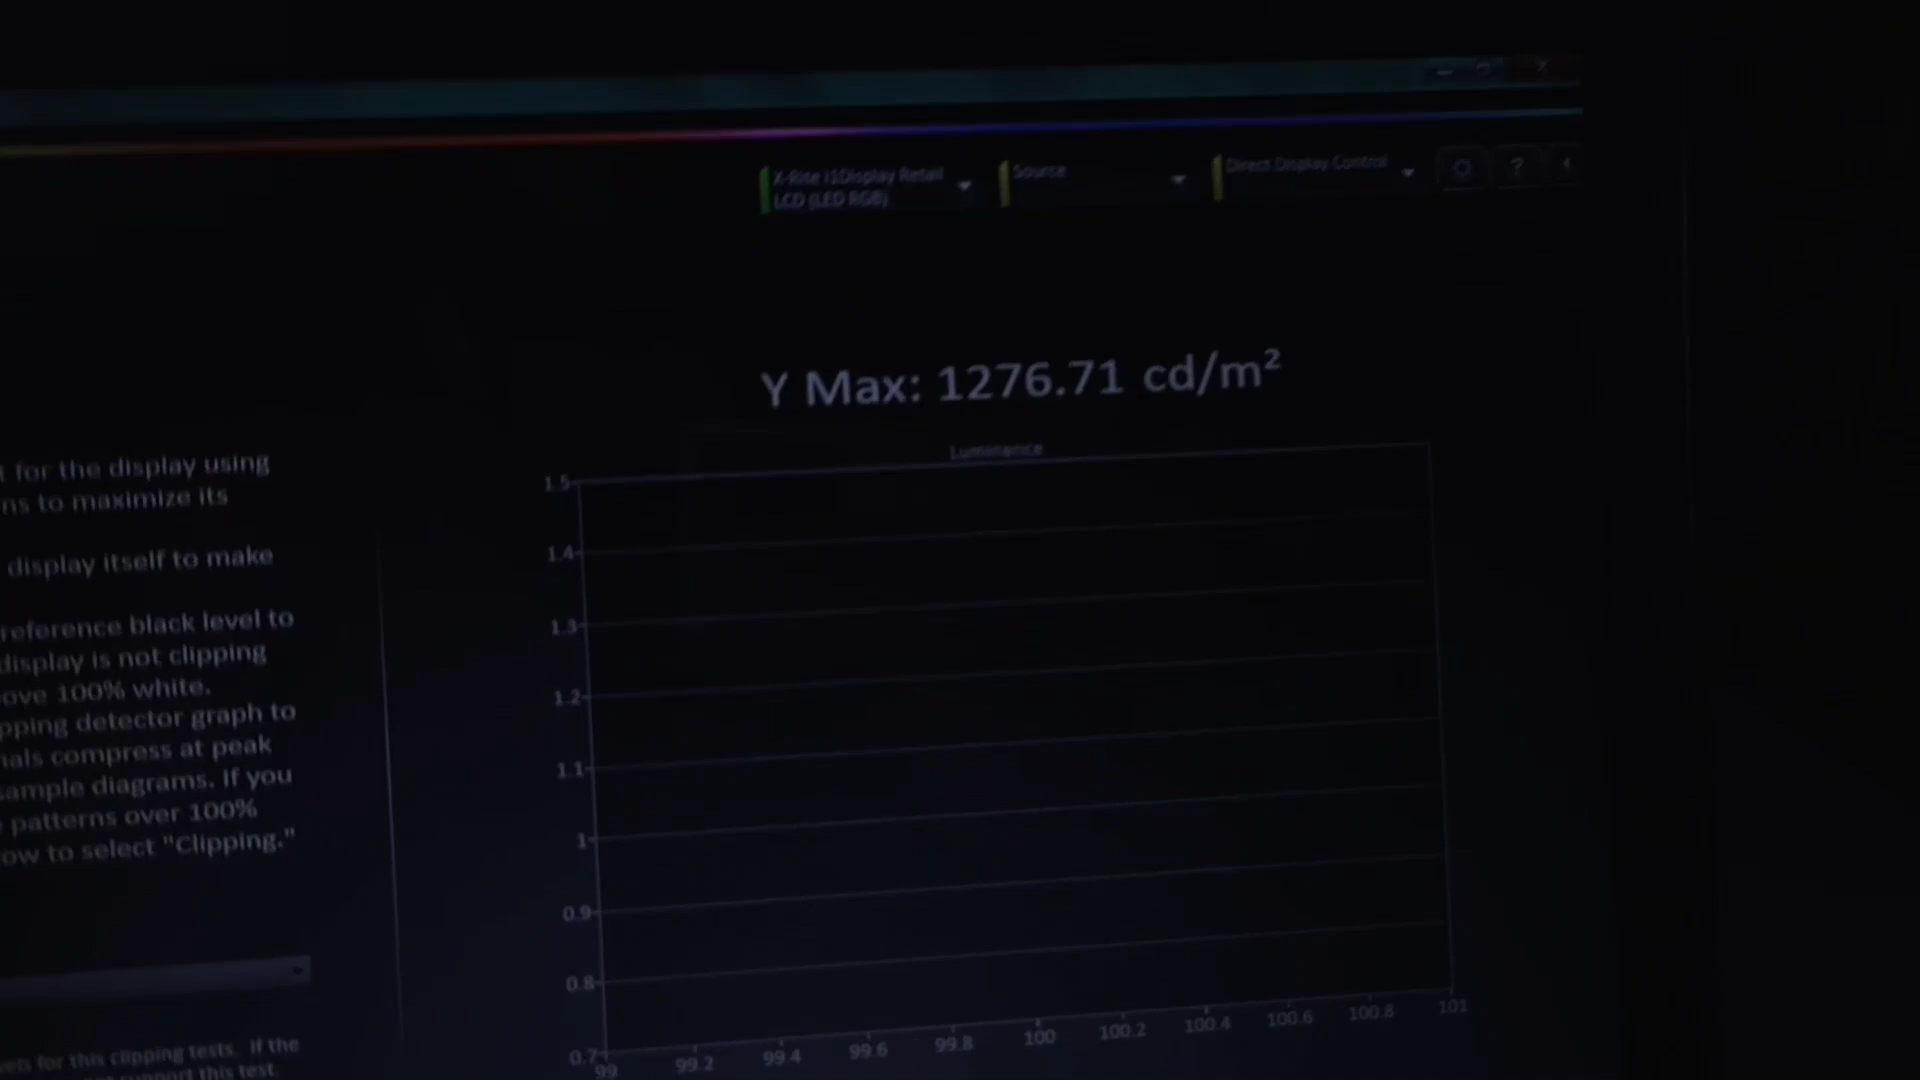 X-Rite i1Display Retail
LCD (LED RGB)
Source
Direct Display Control
?
Y Max: 1276.71 cd/m²
Luminance
1.5
1.4
1.3
1.2
1.1
1
0.9
0.8
0.7
99
99.2
99.4
99.6
99.8
100
100.2
100.4
100.6
100.8
101
for the display using
to maximize its
display itself to make
reference black level to
display is not clipping
100% white.
detector graph to
compress at peak
sample diagrams. If you
patterns over 100%
to select "Clipping."
for this clipping tests. If the
support this test.